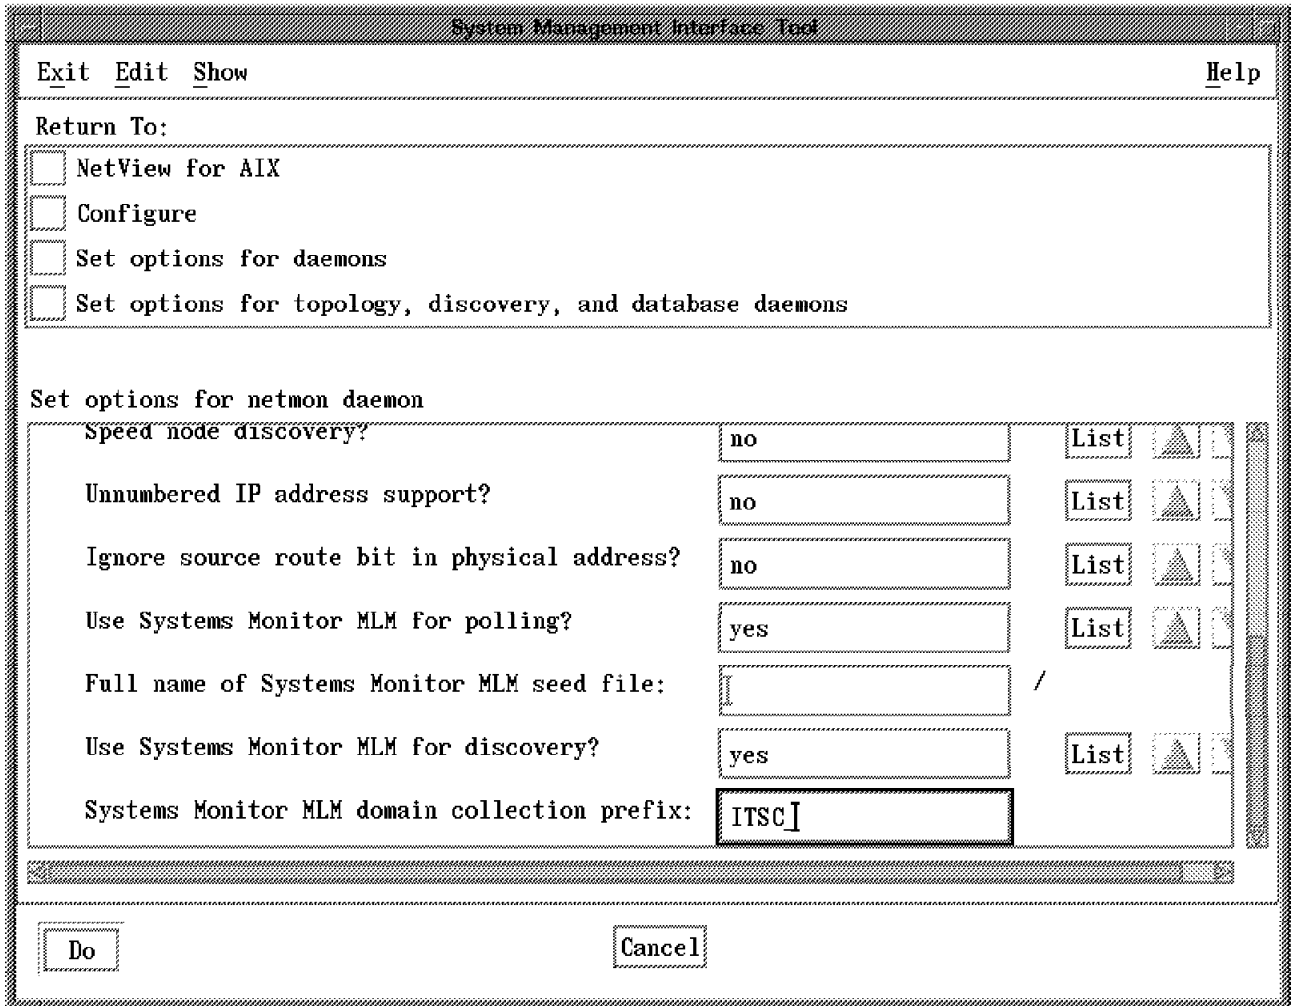 System Management Interface Tool
Exit Edit Show Help
Return To:
NetView for AIX
Configure
Set options for daemons
Set options for topology, discovery, and database daemons
Set options for netmon daemon
Speed node discovery? no List
Unnumbered IP address support? no List
Ignore source route bit in physical address? no List
Use Systems Monitor MLM for polling? yes List
Full name of Systems Monitor MLM seed file: /
Use Systems Monitor MLM for discovery? yes List
Systems Monitor MLM domain collection prefix: ITSC_
Do Cancel